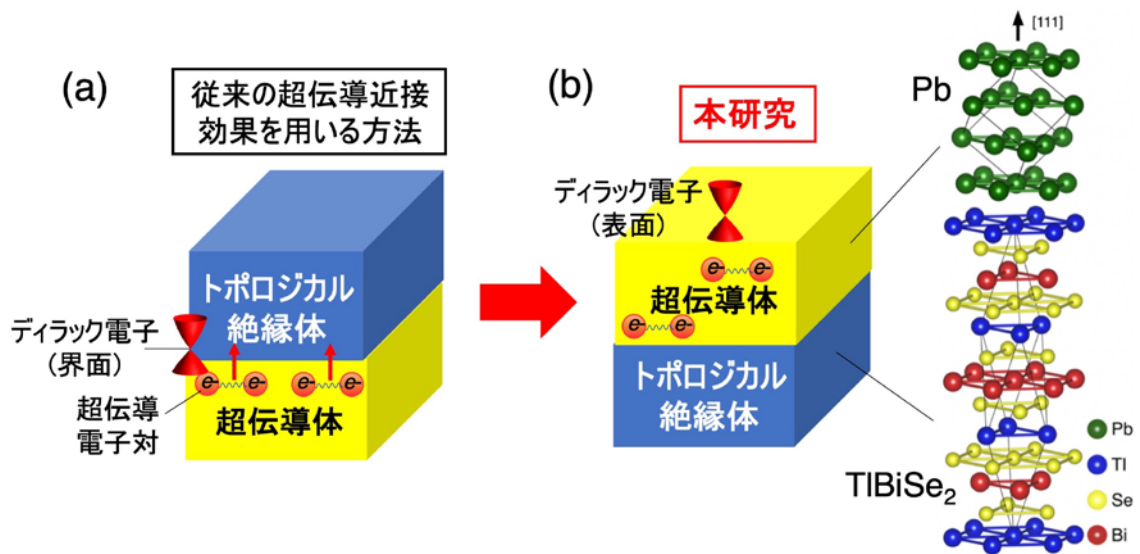 (a)
従来の超伝導近接
効果を用いる方法
トポロジカル
絶縁体
ディラック電子
(界面)
e-
e-
e-
e-
超伝導
電子対
超伝導体
(b)
本研究
ディラック電子
(表面)
e-
e-
超伝導体
e-
e-
トポロジカル
絶縁体
[111]
Pb
TlBiSe2
Pb
Tl
Se
Bi